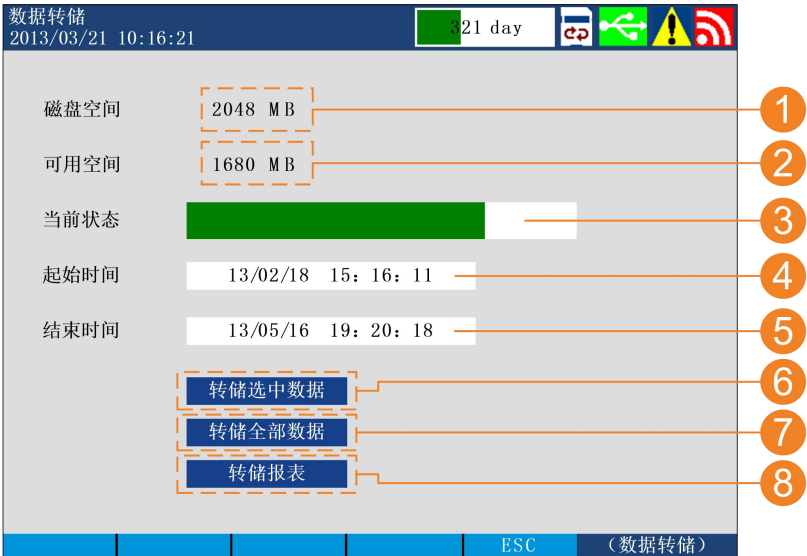 数据转储
2013/03/21 10:16:21
321 day
磁盘空间 2048 MB 1
可用空间 1680 MB 2
当前状态 3
起始时间 13/02/18 15: 16: 11 4
结束时间 13/05/16 19: 20: 18 5
转储选中数据 6
转储全部数据 7
转储报表 8
ESC (数据转储)